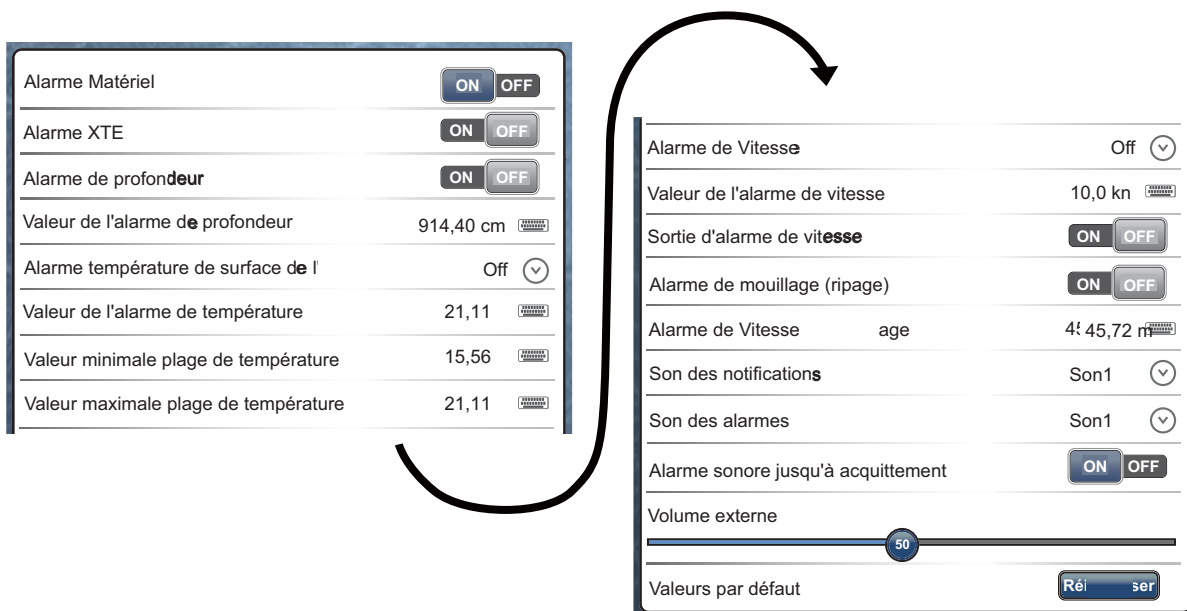 Alarme Matériel ON OFF
Alarme XTE ON OFF
Alarme de profondeur ON OFF
Valeur de l'alarme de profondeur 914,40 cm
Alarme température de surface de l' Off
Valeur de l'alarme de température 21,11
Valeur minimale plage de température 15,56
Valeur maximale plage de température 21,11
Alarme de Vitesse Off
Valeur de l'alarme de vitesse 10,0 kn
Sortie d'alarme de vitesse ON OFF
Alarme de mouillage (ripage) ON OFF
Alarme de Vitesse age 45,72 m
Son des notifications Son1
Son des alarmes Son1
Alarme sonore jusqu'à acquittement ON OFF
Volume externe
50
Valeurs par défaut